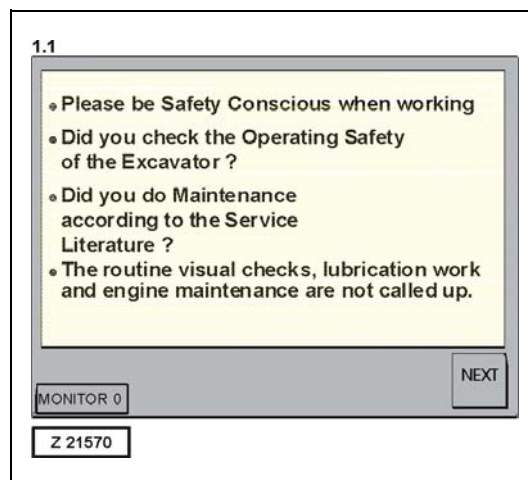 1.1
Please be Safety Conscious when working
Did you check the Operating Safety
of the Excavator ?
Did you do Maintenance
according to the Service
Literature ?
The routine visual checks, lubrication work
and engine maintenance are not called up.
NEXT
MONITOR 0
Z 21570